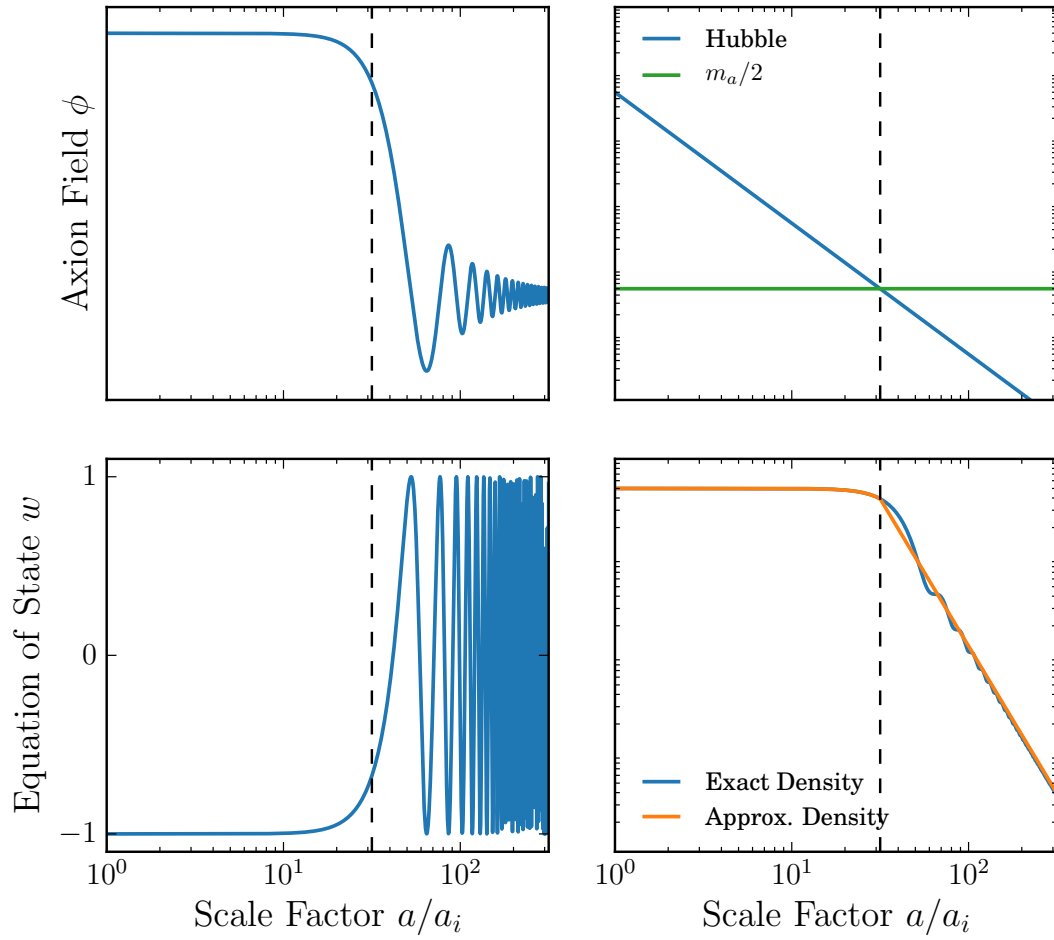 Axion Field $\phi$
Hubble
$m_a/2$
Equation of State $w$
1
0
−1
$10^0$
$10^1$
$10^2$
Scale Factor $a/a_i$
Exact Density
Approx. Density
$10^0$
$10^1$
$10^2$
Scale Factor $a/a_i$